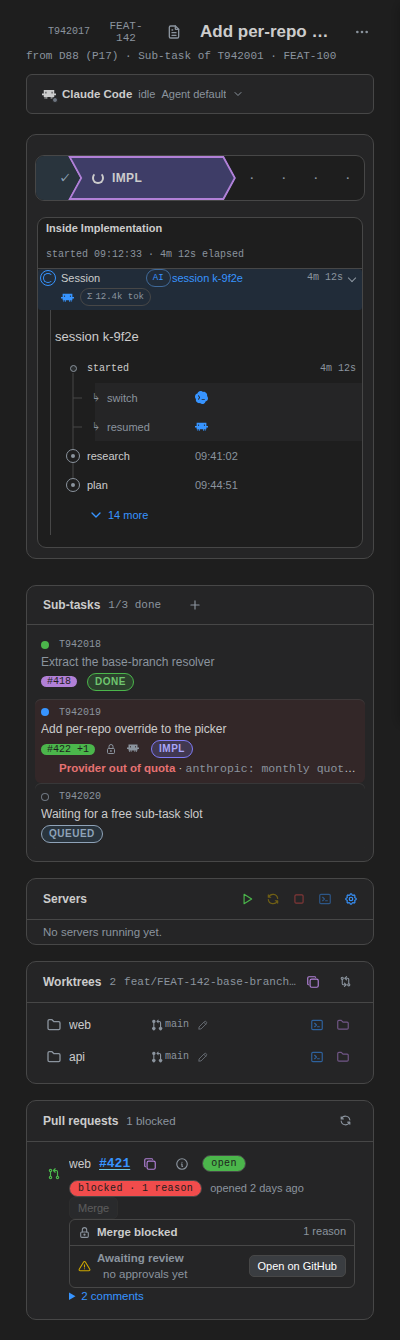 T942017 FEAT-142 Add per-repo …
from D88 (P17) · Sub-task of T942001 · FEAT-100
Claude Code idle Agent default
✓ IMPL
Inside Implementation
started 09:12:33 · 4m 12s elapsed
Session AI session k-9f2e 4m 12s
Σ 12.4k tok
session k-9f2e
started 4m 12s
↳ switch
↳ resumed
research 09:41:02
plan 09:44:51
14 more
Sub-tasks 1/3 done
T942018
Extract the base-branch resolver
#418 DONE
T942019
Add per-repo override to the picker
#422 +1 IMPL
Provider out of quota · anthropic: monthly quot…
T942020
Waiting for a free sub-task slot
QUEUED
Servers
No servers running yet.
Worktrees 2 feat/FEAT-142-base-branch…
web main
api main
Pull requests 1 blocked
web #421 open
blocked · 1 reason opened 2 days ago
Merge
Merge blocked 1 reason
Awaiting review
no approvals yet
Open on GitHub
2 comments